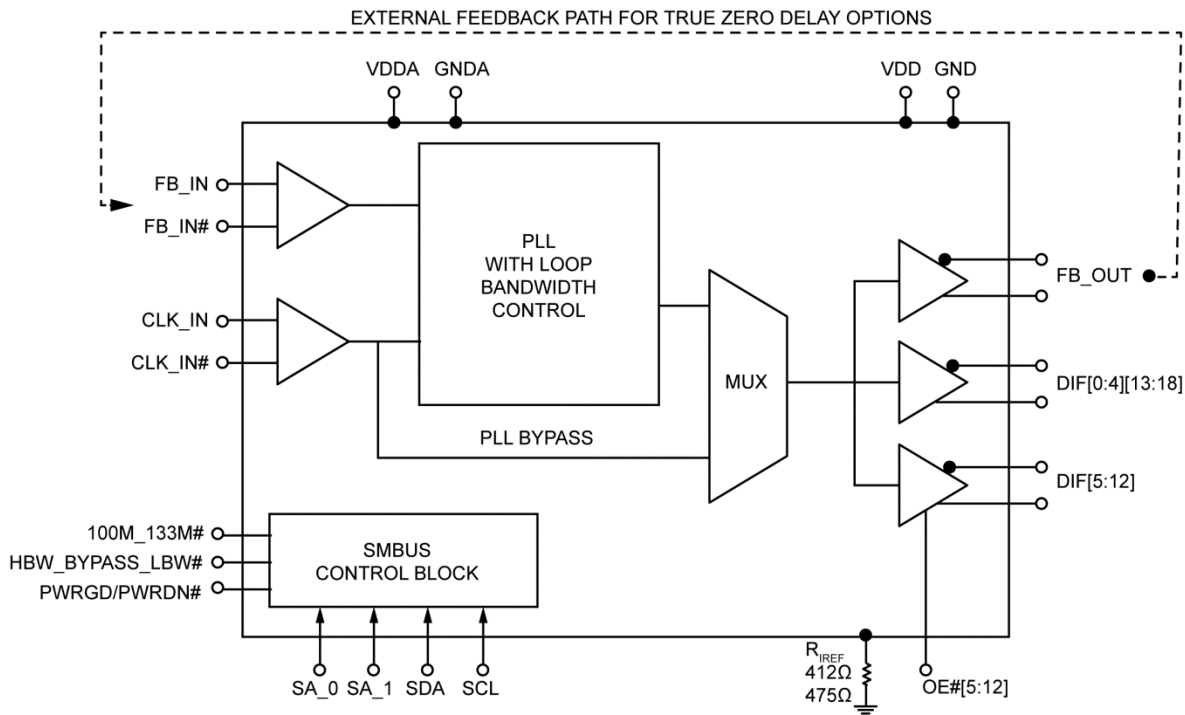 EXTERNAL FEEDBACK PATH FOR TRUE ZERO DELAY OPTIONS
VDDA
GNDA
VDD
GND
FB_IN
FB_IN#
PLL
WITH LOOP
BANDWIDTH
CONTROL
FB_OUT
CLK_IN
CLK_IN#
MUX
DIF[0:4][13:18]
PLL BYPASS
DIF[5:12]
100M_133M#
HBW_BYPASS_LBW#
PWRGD/PWRDN#
SMBUS
CONTROL BLOCK
SA_0
SA_1
SDA
SCL
RIREF
412Ω
475Ω
OE#[5:12]